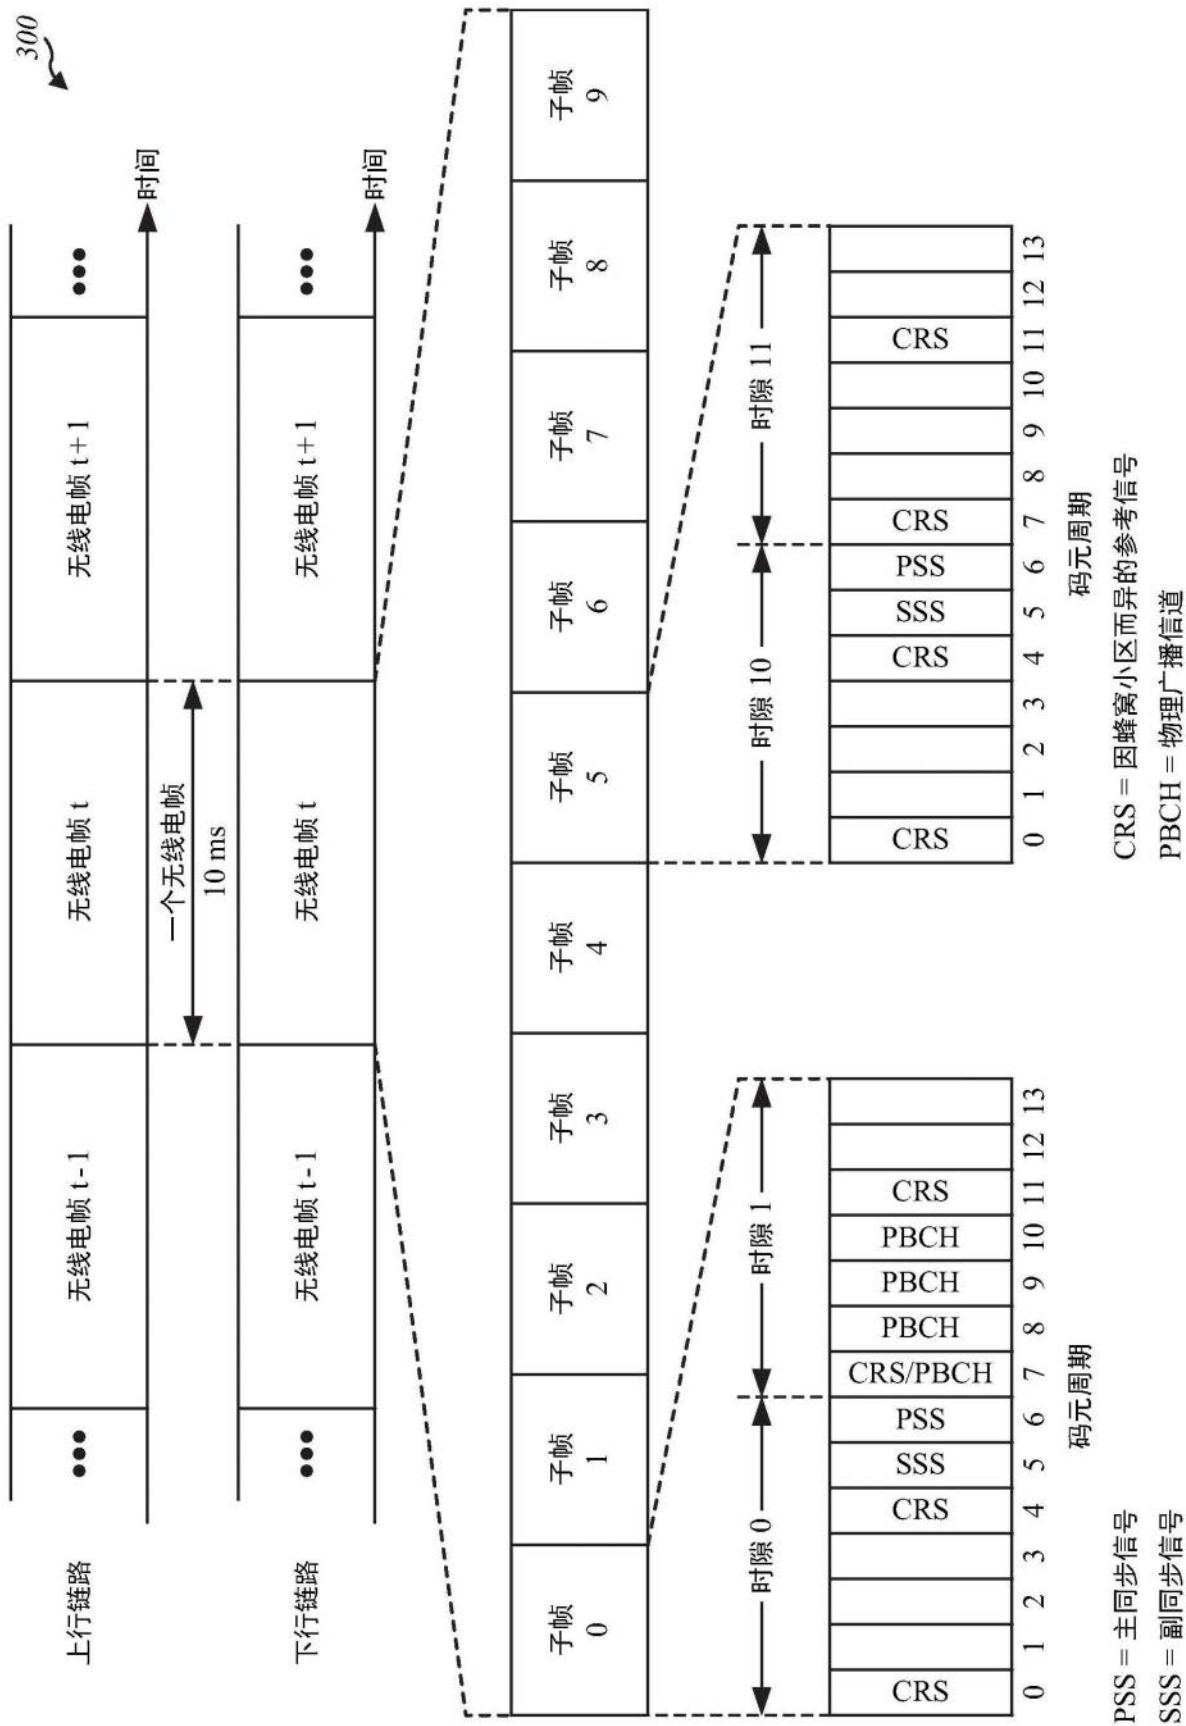 300
上行链路
••• 无线电帧 t-1 无线电帧 t 无线电帧 t+1 •••
时间
一个无线电帧
10 ms
下行链路
••• 无线电帧 t-1 无线电帧 t 无线电帧 t+1 •••
时间
子帧 子帧 子帧 子帧 子帧 子帧 子帧 子帧 子帧 子帧
0 1 2 3 4 5 6 7 8 9
时隙 0 时隙 1
CRS CRS SSS PSS CRS/PBCH PBCH PBCH PBCH CRS
0 1 2 3 4 5 6 7 8 9 10 11 12 13
码元周期
时隙 10 时隙 11
CRS CRS SSS PSS CRS CRS
0 1 2 3 4 5 6 7 8 9 10 11 12 13
码元周期
PSS = 主同步信号
SSS = 副同步信号
CRS = 因蜂窝小区而异的参考信号
PBCH = 物理广播信道